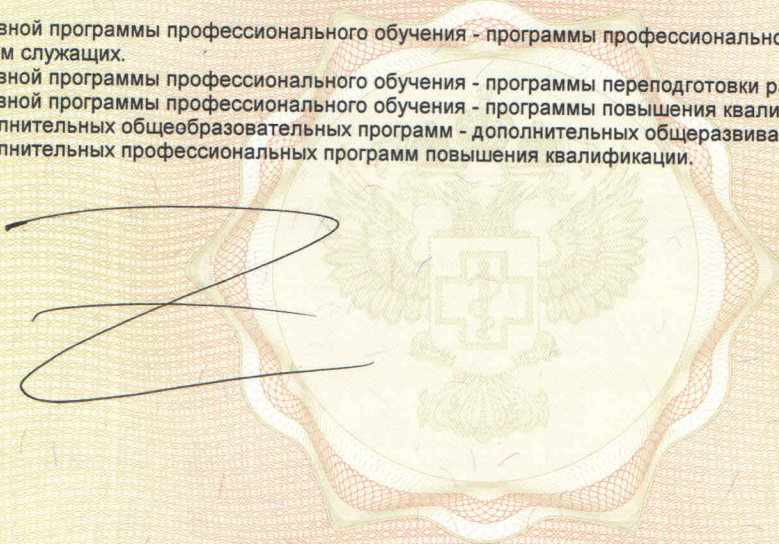 вной программы профессионального обучения - программы профессионально
м служащих.
вной программы профессионального обучения - программы переподготовки ра
вной программы профессионального обучения - программы повышения квали
лнительных общеобразовательных программ - дополнительных общеразвива
лнительных профессиональных программ повышения квалификации.